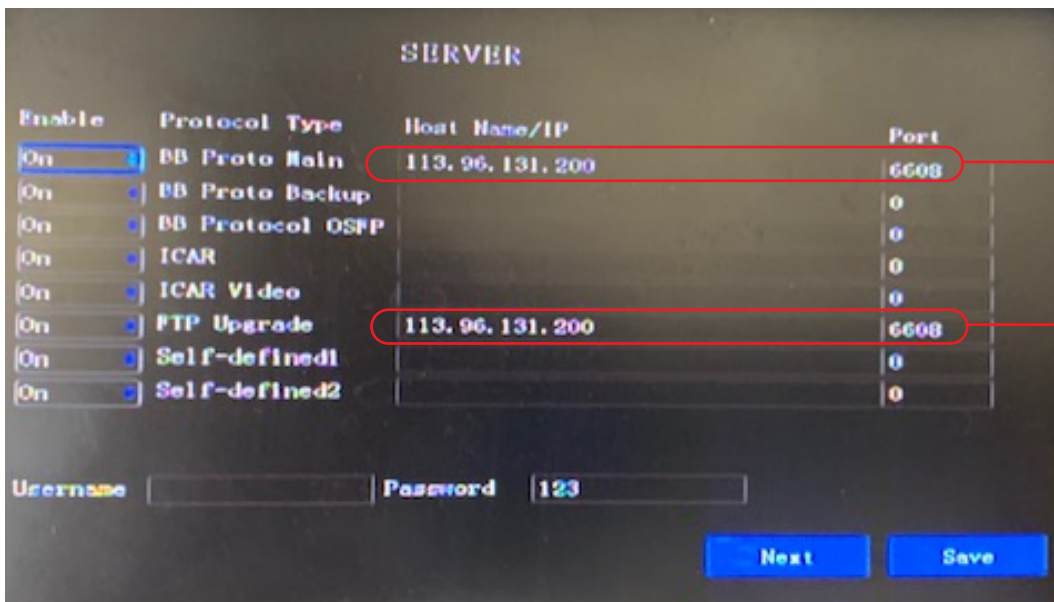 SERVER
Enable Protocol Type Host Name/IP Port
On BB Proto Main 113.96.131.200 6608
On BB Proto Backup 0
On BB Protocol OSFP 0
On ICAR 0
On ICAR Video 0
On FTP Upgrade 113.96.131.200 6608
On Self-defined1 0
On Self-defined2 0
Username Password 123
Next Save